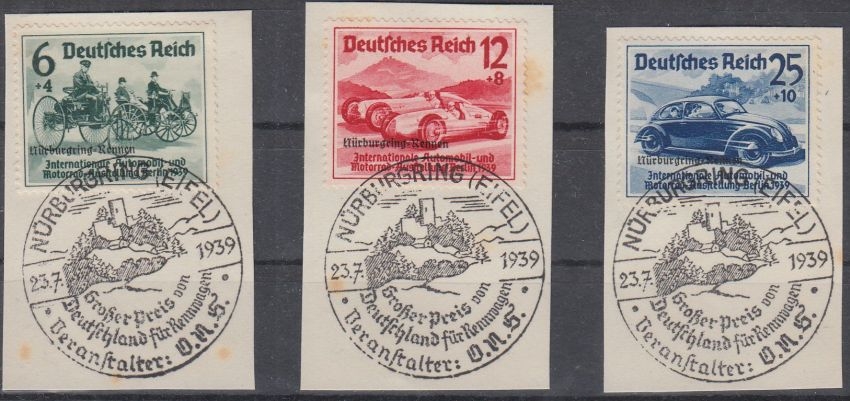 Deutsches Reich
6
+4
Nürburgring-Rennen
Internationale Automobil-und
Motorrad-Ausstellung Berlin 1939
NÜRBURGRING (EIFEL)
23.7. 1939
Großer Preis von
Deutschland für Rennwagen
Veranstalter: O.N.S.
Deutsches Reich
12
+8
Nürburgring-Rennen
Internationale Automobil-und
Motorrad-Ausstellung Berlin 1939
NÜRBURGRING (EIFEL)
23.7. 1939
Großer Preis von
Deutschland für Rennwagen
Veranstalter: O.N.S.
Deutsches Reich
25
+10
Nürburgring-Rennen
Internationale Automobil-und
Motorrad-Ausstellung Berlin 1939
NÜRBURGRING (EIFEL)
23.7. 1939
Großer Preis von
Deutschland für Rennwagen
Veranstalter: O.N.S.